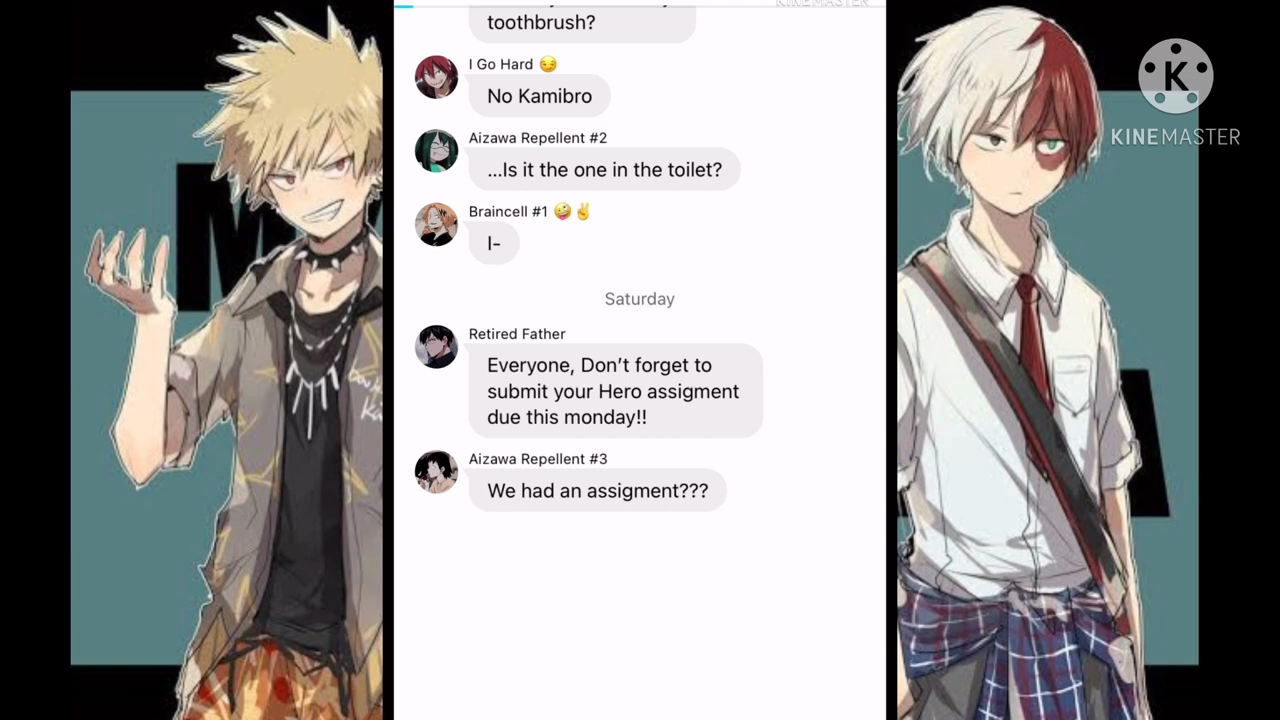 KINEMASTER
toothbrush?
I Go Hard 😏
No Kamibro
Aizawa Repellent #2
...Is it the one in the toilet?
Braincell #1 🤪✌️
I-
Saturday
Retired Father
Everyone, Don’t forget to
submit your Hero assigment
due this monday!!
Aizawa Repellent #3
We had an assigment???
K
KINEMASTER